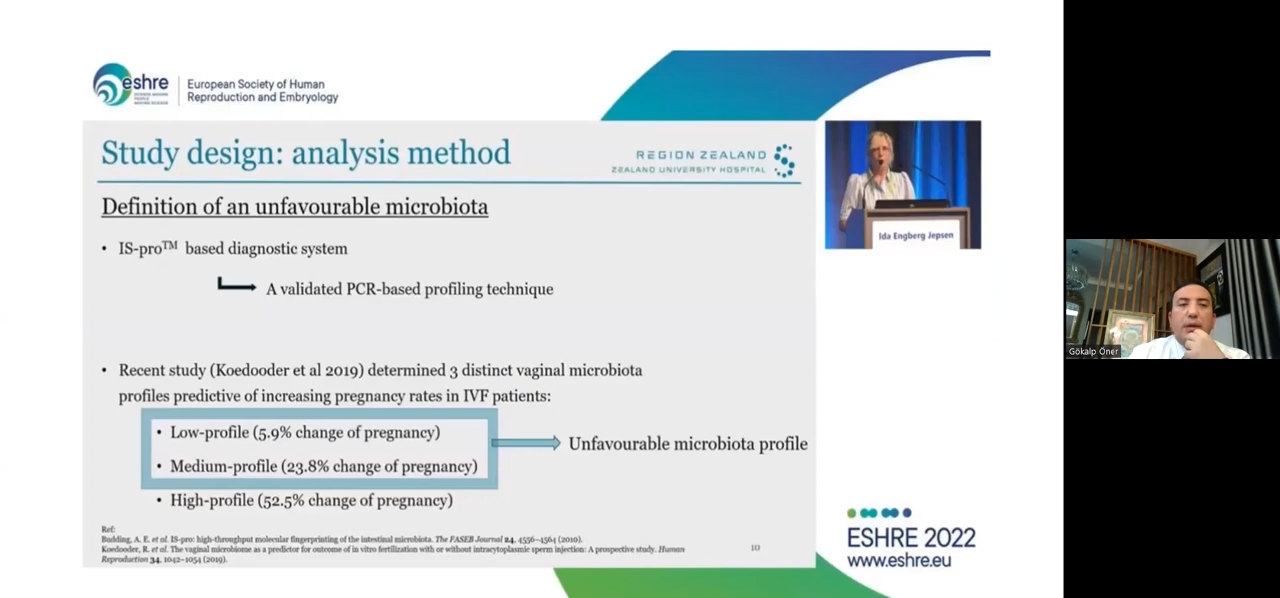 eshre
European Society of Human
Reproduction and Embryology
Study design: analysis method
REGION ZEALAND
ZEALAND UNIVERSITY HOSPITAL
Definition of an unfavourable microbiota
• IS-pro™ based diagnostic system
A validated PCR-based profiling technique
• Recent study (Koedooder et al 2019) determined 3 distinct vaginal microbiota
profiles predictive of increasing pregnancy rates in IVF patients:
• Low-profile (5.9% change of pregnancy)
• Medium-profile (23.8% change of pregnancy)
Unfavourable microbiota profile
• High-profile (52.5% change of pregnancy)
Ref:
Budding, A. E. et al. IS-pro: high-throughput molecular fingerprinting of the intestinal microbiota. The FASEB Journal 24, 4556–4564 (2010).
Koedooder, R. et al. The vaginal microbiome as a predictor for outcome of in vitro fertilization with or without intracytoplasmic sperm injection: A prospective study. Human
Reproduction 34, 1042–1054 (2019).
10
Ida Engberg Jepsen
ESHRE 2022
www.eshre.eu
Gökalp Öner